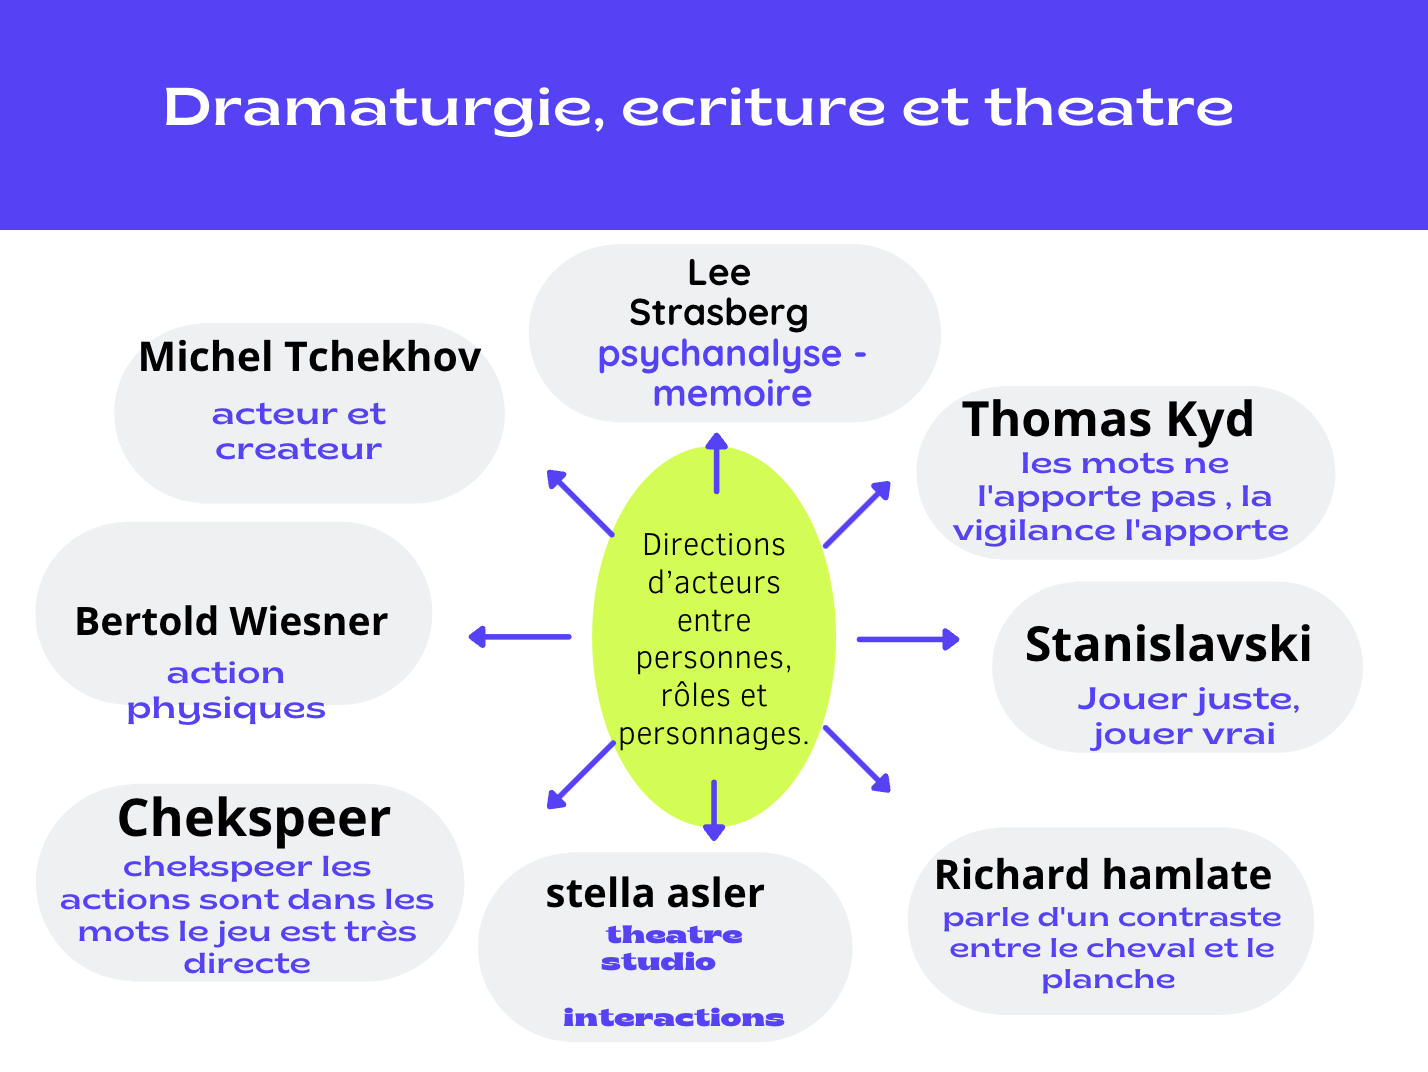 Dramaturgie, ecriture et theatre
Lee
Strasberg
psychanalyse -
memoire
Michel Tchekhov
acteur et
createur
Thomas Kyd
les mots ne
l'apporte pas , la
vigilance l'apporte
Directions
d’acteurs
entre
personnes,
rôles et
personnages.
Bertold Wiesner
action
physiques
Stanislavski
Jouer juste,
jouer vrai
Chekspeer
chekspeer les
actions sont dans les
mots le jeu est très
directe
stella asler
theatre
studio
interactions
Richard hamlate
parle d'un contraste
entre le cheval et le
planche